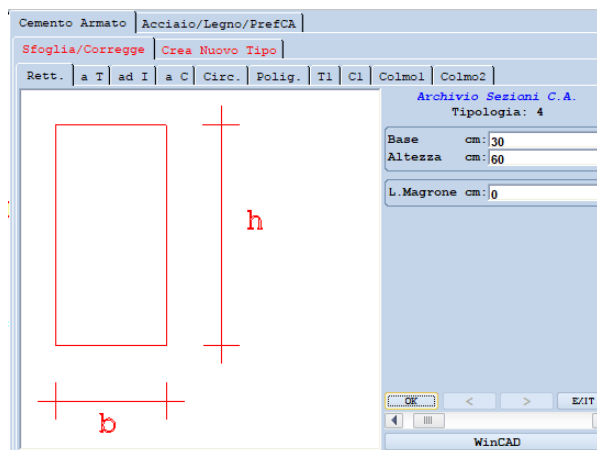 Cemento Armato Acciaio/Legno/PrefCA
Sfoglia/Corregge Crea Nuovo Tipo
Rett. a T ad I a C Circ. Polig. T1 C1 Colmo1 Colmo2
Archivio Sezioni C.A.
Tipologia: 4
Base cm: 30
Altezza cm: 60
L.Magrone cm: 0
h
b
OK < > EXIT
WinCAD